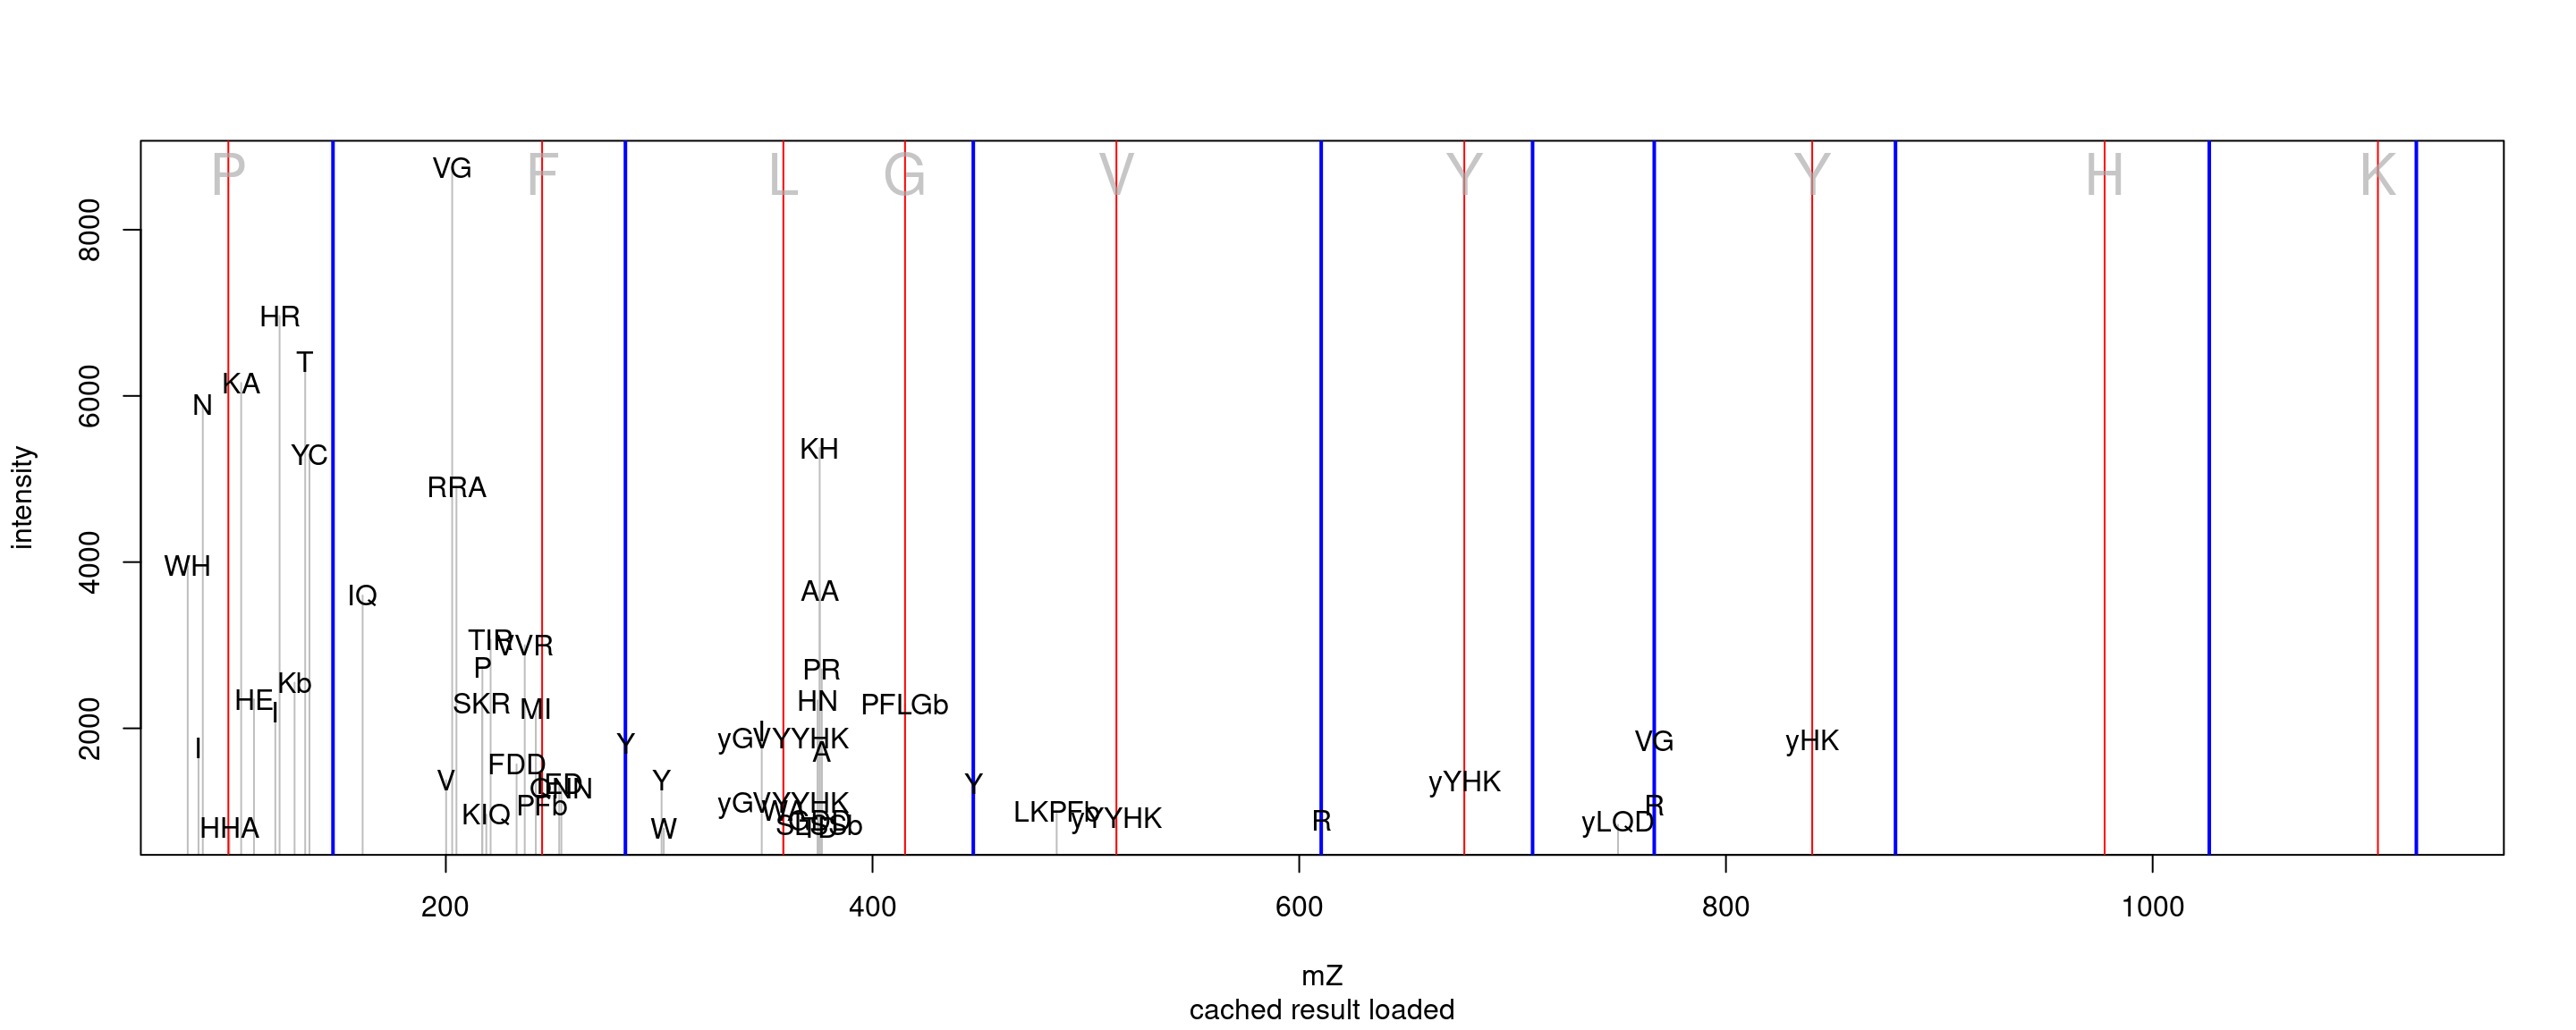 P F L G V Y Y H K
VG
HR
T
KA
N
YC
KH
RRA
WH
IQ
AA
TIR
VVR
P
PR
Kb
HE
I
SKR
MI
HN
PFLGb
I
yGVYYHK
I
Y
A
VG
yHK
FDD
V
Y
Y
yYHK
PFb
KIQ
yGVYYHK
WA
LKPFb
yYYHK
R
R
yLQD
HHA
W
8000
6000
4000
2000
intensity
200 400 600 800 1000
mZ
cached result loaded